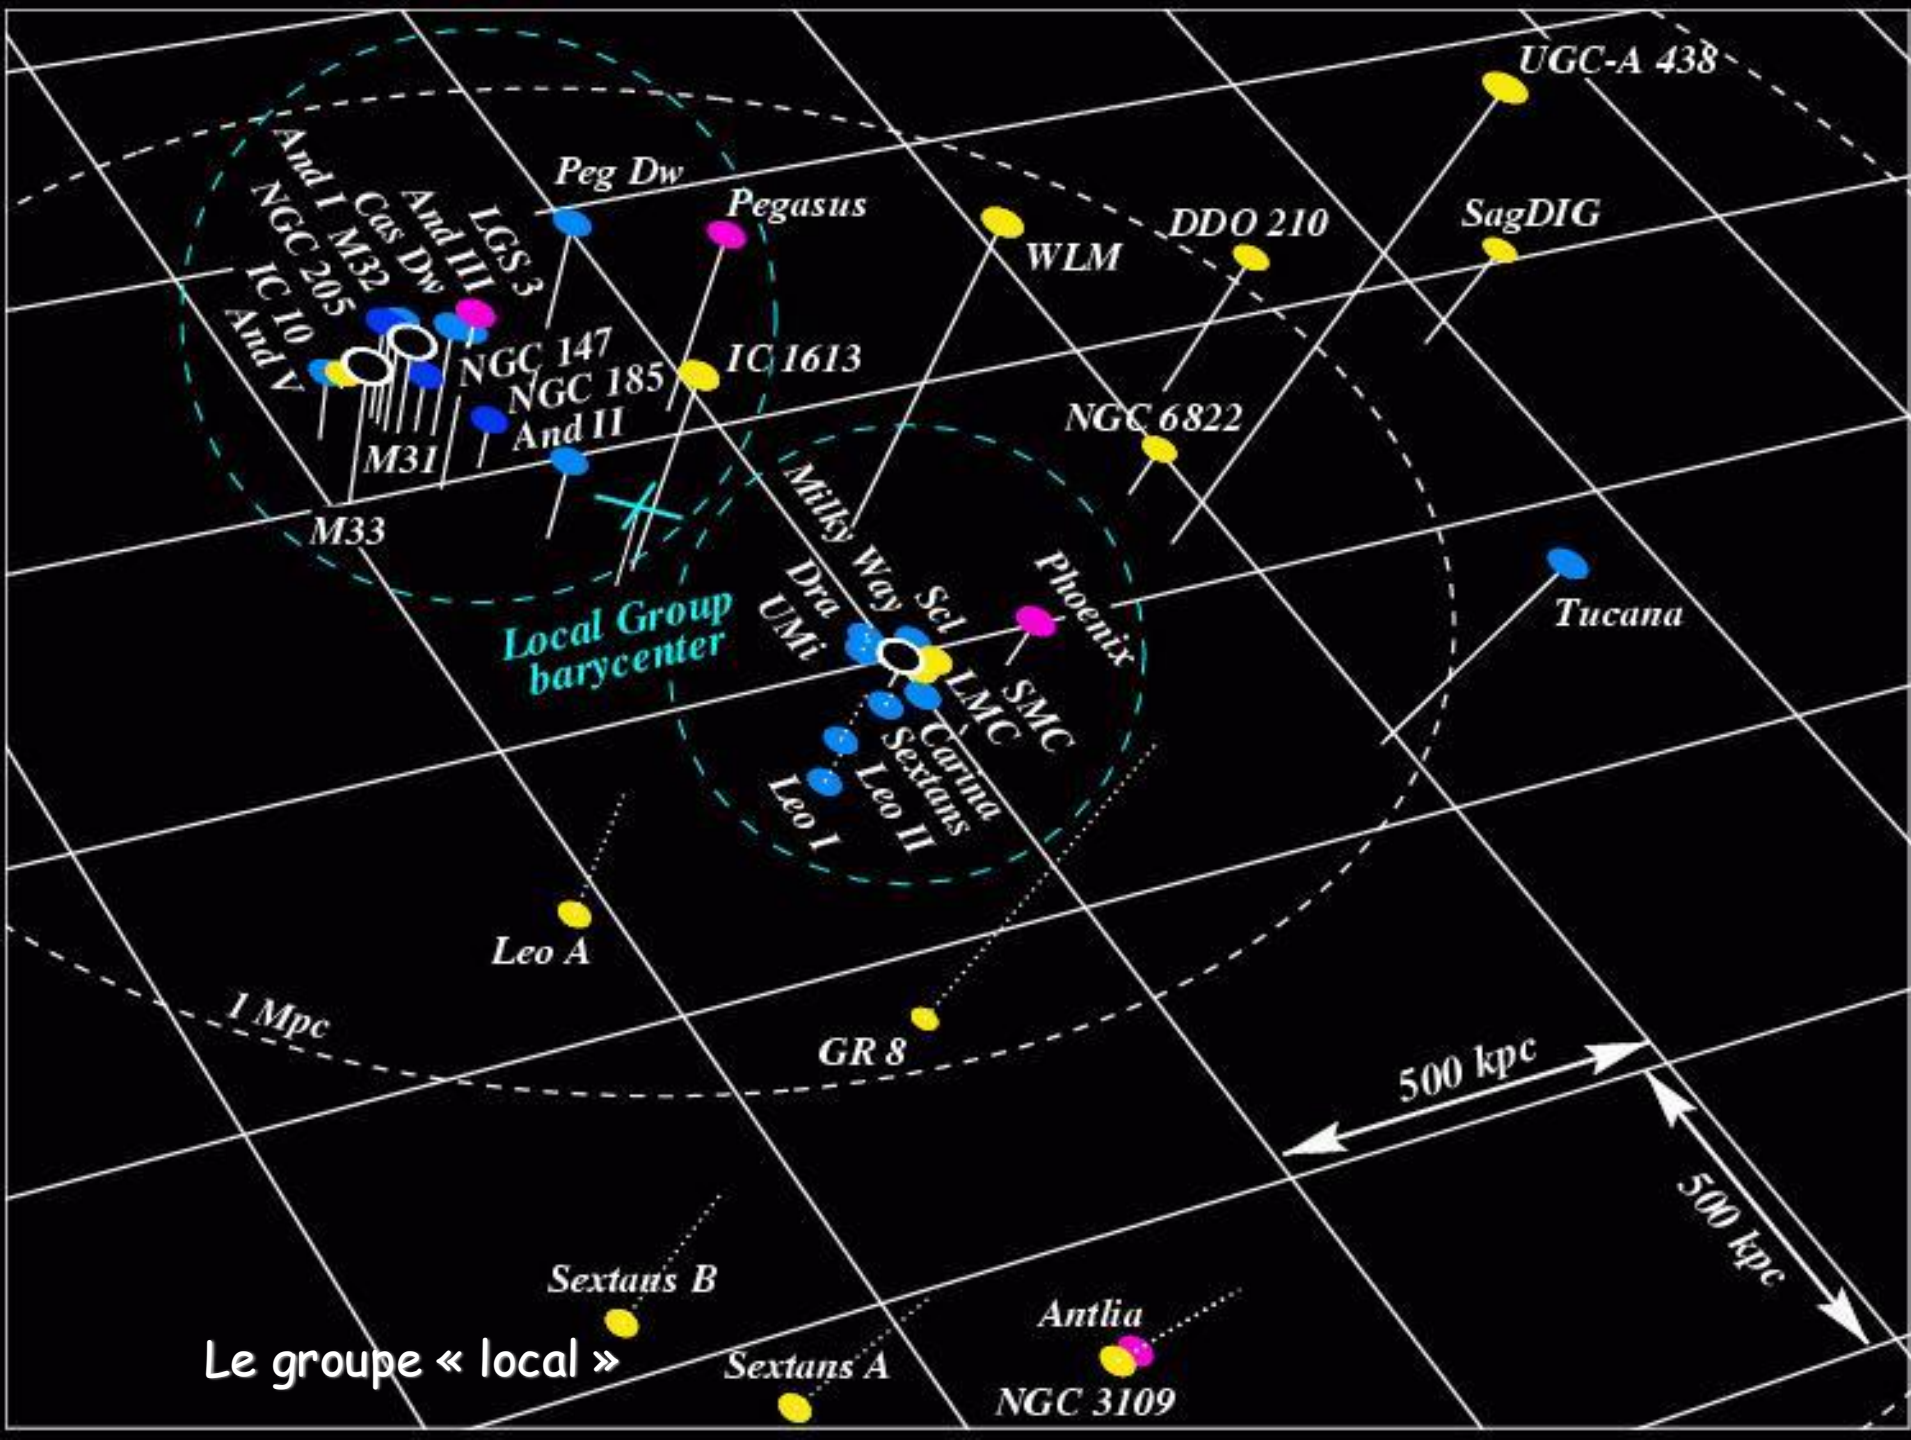 UGC-A 438
Peg Dw
Pegasus
WLM
DDO 210
SagDIG
And I
M32
NGC 205
Cas Dw
And III
LGS 3
IC 10
And V
NGC 147
NGC 185
And II
IC 1613
M31
M33
NGC 6822
Milky Way
Scl
Dra
UMi
Phoenix
Tucana
Local Group
barycenter
SMC
LMC
Carina
Sextans
Leo II
Leo I
Leo A
1 Mpc
GR 8
500 kpc
500 kpc
Sextans B
Antlia
Le groupe « local »
Sextans A
NGC 3109